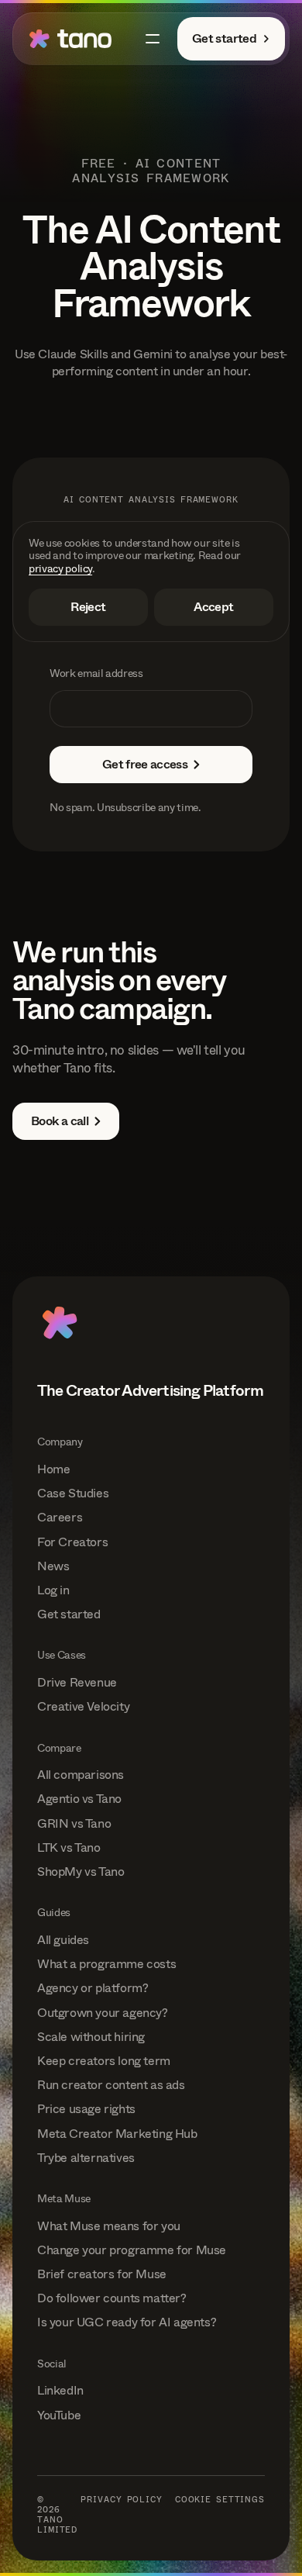 tano
Get started
FREE · AI CONTENT
ANALYSIS FRAMEWORK
The AI Content
Analysis
Framework
Use Claude Skills and Gemini to analyse your best-
performing content in under an hour.
AI CONTENT ANALYSIS FRAMEWORK
We use cookies to understand how our site is
used and to improve our marketing. Read our
privacy policy.
Reject
Accept
Work email address
Get free access
No spam. Unsubscribe any time.
We run this
analysis on every
Tano campaign.
30-minute intro, no slides — we'll tell you
whether Tano fits.
Book a call
The Creator Advertising Platform
Company
Home
Case Studies
Careers
For Creators
News
Log in
Get started
Use Cases
Drive Revenue
Creative Velocity
Compare
All comparisons
Agentio vs Tano
GRIN vs Tano
LTK vs Tano
ShopMy vs Tano
Guides
All guides
What a programme costs
Agency or platform?
Outgrown your agency?
Scale without hiring
Keep creators long term
Run creator content as ads
Price usage rights
Meta Creator Marketing Hub
Trybe alternatives
Meta Muse
What Muse means for you
Change your programme for Muse
Brief creators for Muse
Do follower counts matter?
Is your UGC ready for AI agents?
Social
LinkedIn
YouTube
©
2026
TANO
LIMITED
PRIVACY POLICY
COOKIE SETTINGS